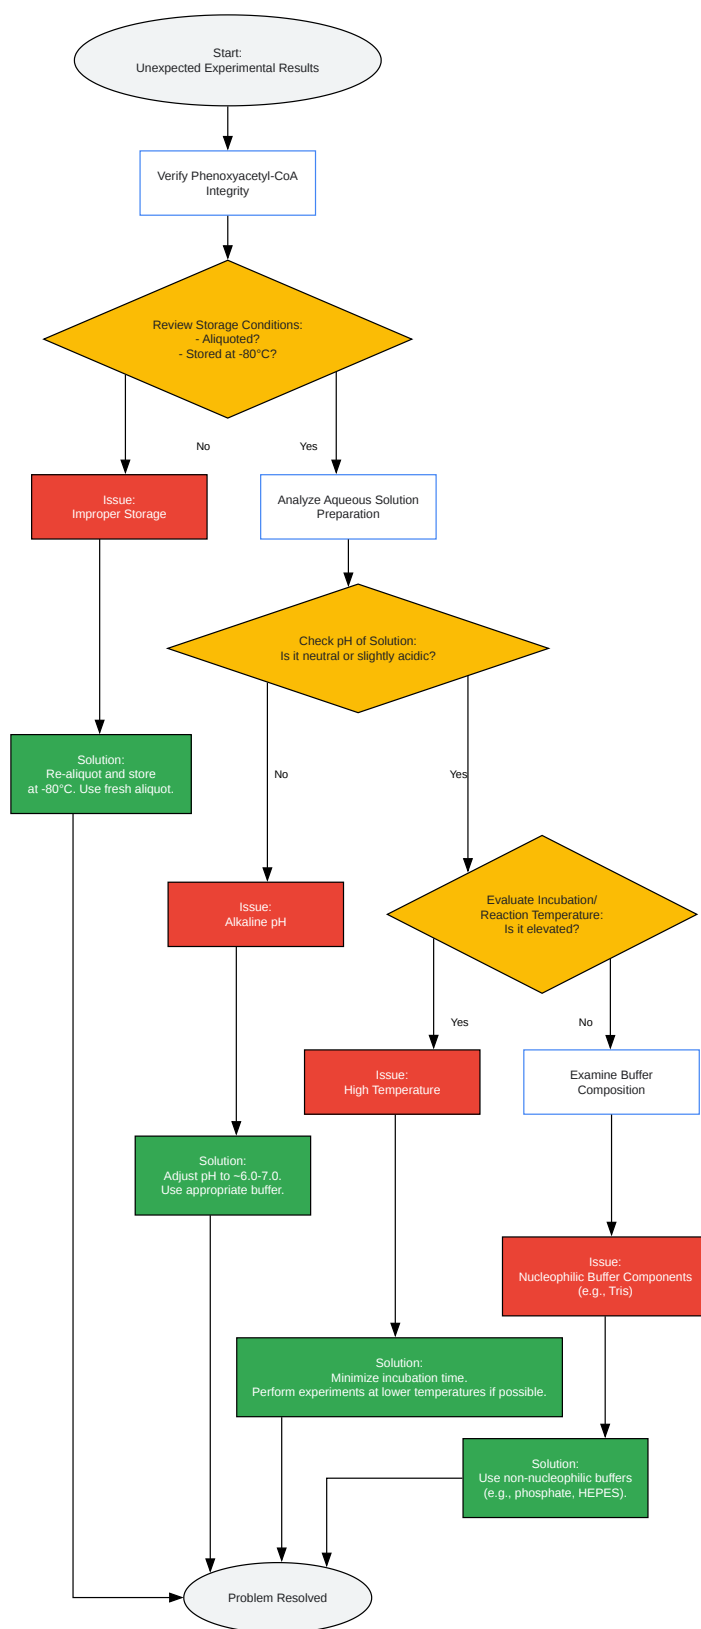 Start:
Unexpected Experimental Results
Verify Phenoxyacetyl-CoA
Integrity
Review Storage Conditions:
- Aliquoted?
- Stored at -80°C?
No
Yes
Issue:
Improper Storage
Analyze Aqueous Solution
Preparation
Check pH of Solution:
Is it neutral or slightly acidic?
Solution:
Re-aliquot and store
at -80°C. Use fresh aliquot.
No
Yes
Issue:
Alkaline pH
Evaluate Incubation/
Reaction Temperature:
Is it elevated?
Yes
No
Issue:
High Temperature
Examine Buffer
Composition
Solution:
Adjust pH to ~6.0-7.0.
Use appropriate buffer.
Issue:
Nucleophilic Buffer Components
(e.g., Tris)
Solution:
Minimize incubation time.
Perform experiments at lower temperatures if possible.
Solution:
Use non-nucleophilic buffers
(e.g., phosphate, HEPES).
Problem Resolved